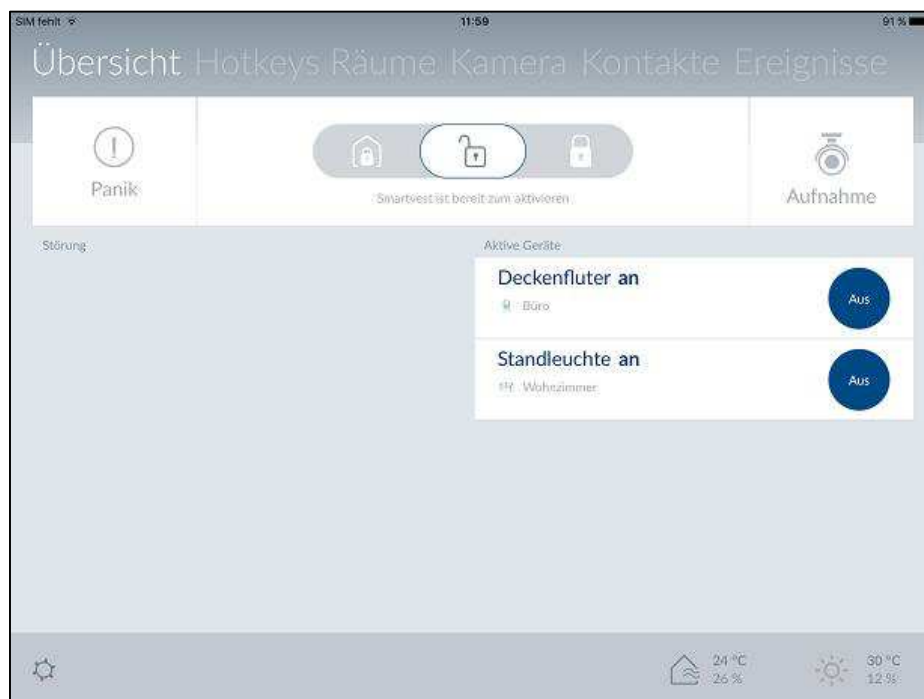 SIM fehlt 11:59 91 %
Übersicht Hotkeys Räume Kamera Kontakte Ereignisse
Panik
Smartvest ist bereit zum aktivieren
Aufnahme
Störung
Aktive Geräte
Deckenfluter an
Büro
Aus
Standleuchte an
Wohnzimmer
Aus
24 °C
26 %
30 °C
12 %